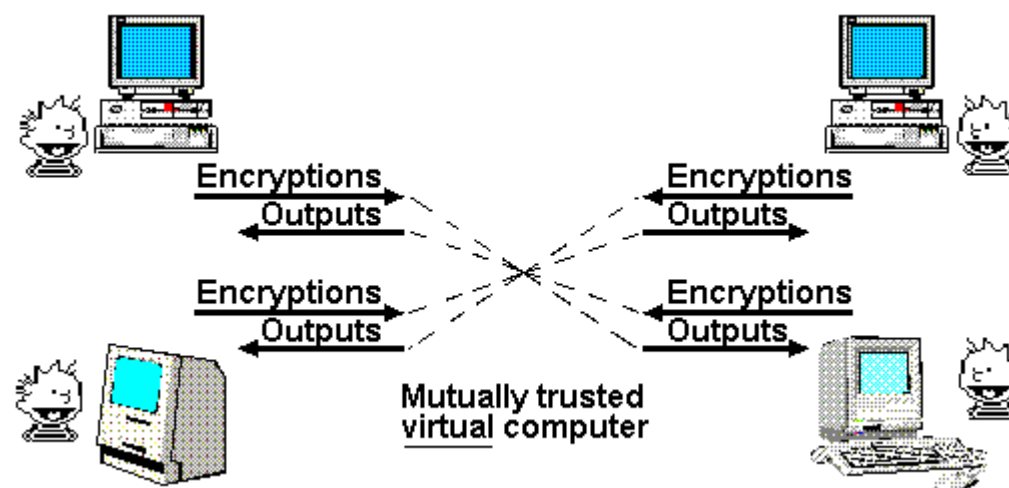 Encryptions
Encryptions
Outputs
Outputs
Encryptions
Encryptions
Outputs
Outputs
Mutually trusted
virtual computer